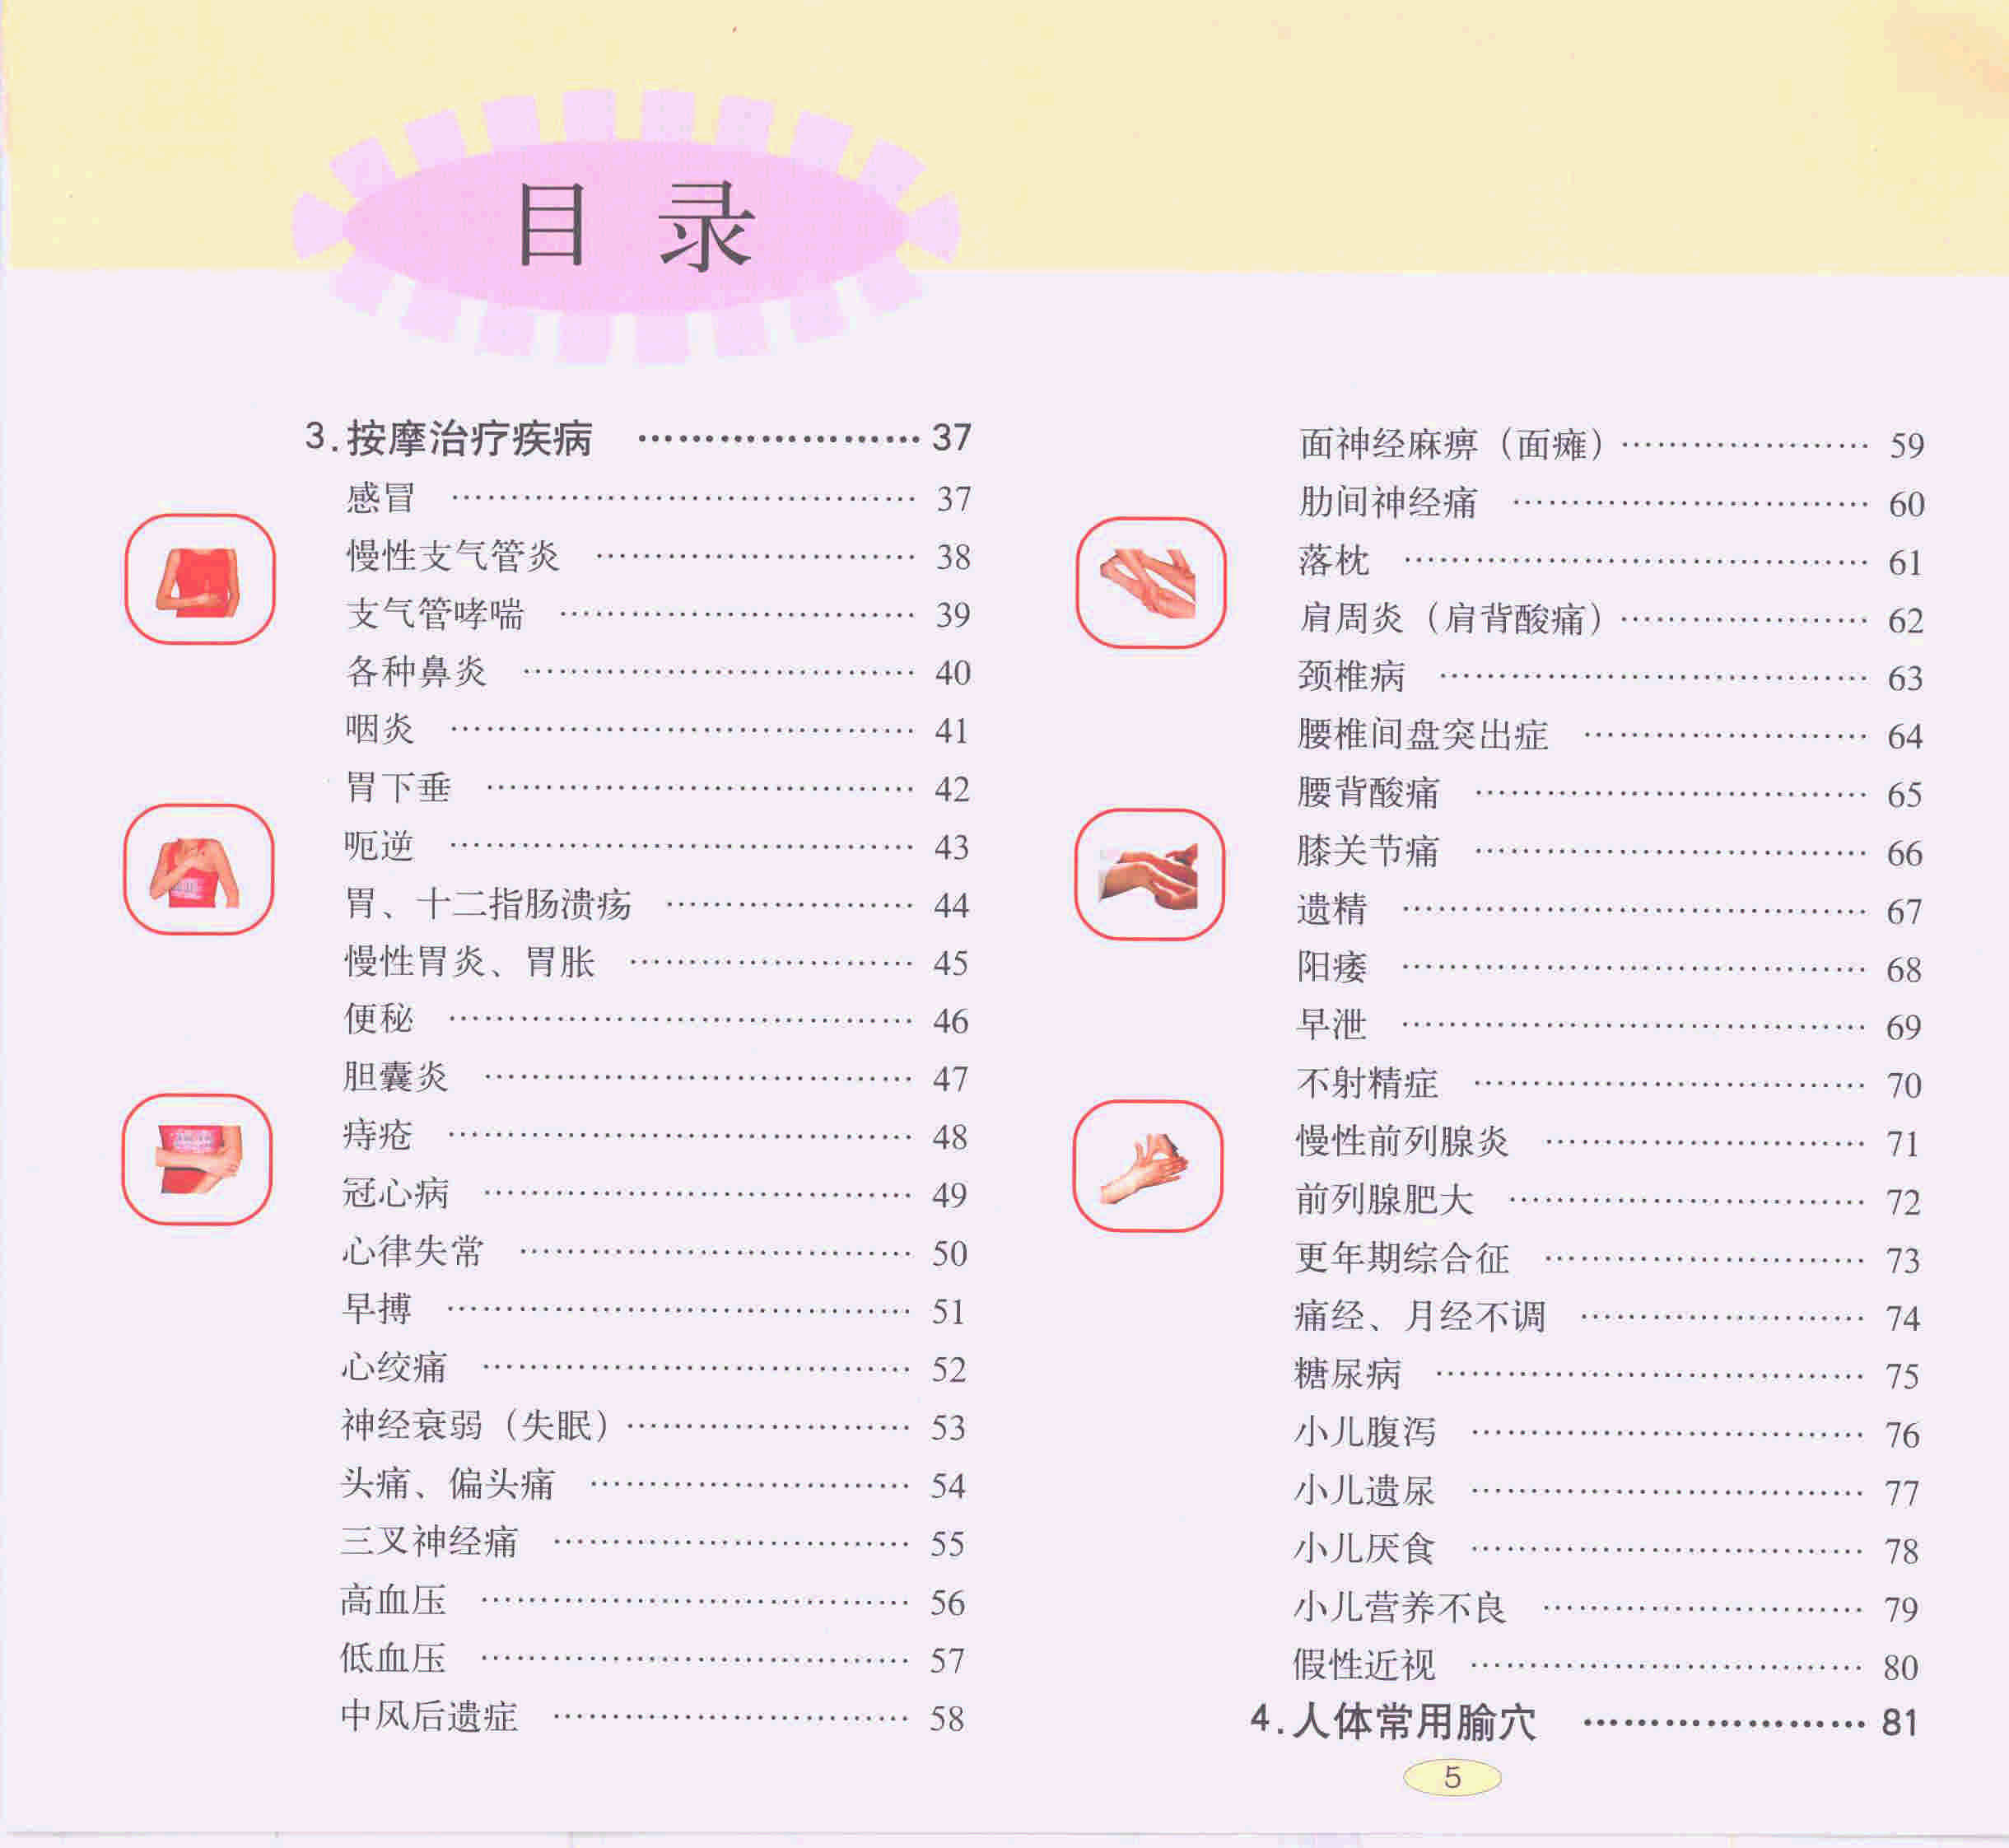 目 录
3.按摩治疗疾病 …………………… 37
感冒 …………………………………… 37
慢性支气管炎 ……………………… 38
支气管哮喘 ………………………… 39
各种鼻炎 …………………………… 40
咽炎 ………………………………… 41
胃下垂 ……………………………… 42
呃逆 ………………………………… 43
胃、十二指肠溃疡 ………………… 44
慢性胃炎、胃胀 …………………… 45
便秘 ………………………………… 46
胆囊炎 ……………………………… 47
痔疮 ………………………………… 48
冠心病 ……………………………… 49
心律失常 …………………………… 50
早搏 ………………………………… 51
心绞痛 ……………………………… 52
神经衰弱（失眠）…………………… 53
头痛、偏头痛 ……………………… 54
三叉神经痛 ………………………… 55
高血压 ……………………………… 56
低血压 ……………………………… 57
中风后遗症 ………………………… 58
面神经麻痹（面瘫）………………… 59
肋间神经痛 ………………………… 60
落枕 ………………………………… 61
肩周炎（肩背酸痛）………………… 62
颈椎病 ……………………………… 63
腰椎间盘突出症 …………………… 64
腰背酸痛 …………………………… 65
膝关节痛 …………………………… 66
遗精 ………………………………… 67
阳痿 ………………………………… 68
早泄 ………………………………… 69
不射精症 …………………………… 70
慢性前列腺炎 ……………………… 71
前列腺肥大 ………………………… 72
更年期综合征 ……………………… 73
痛经、月经不调 …………………… 74
糖尿病 ……………………………… 75
小儿腹泻 …………………………… 76
小儿遗尿 …………………………… 77
小儿厌食 …………………………… 78
小儿营养不良 ……………………… 79
假性近视 …………………………… 80
4.人体常用腧穴 …………………… 81
5